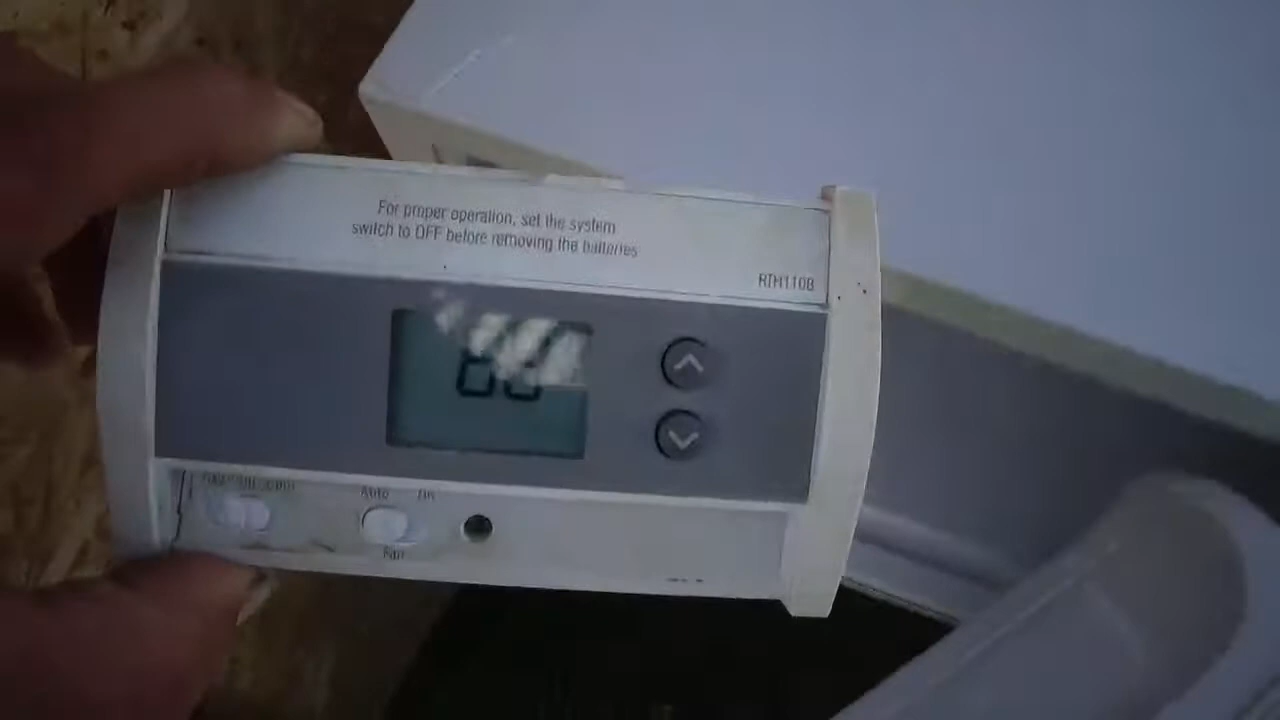 For proper operation, set the system
switch to OFF before removing the batteries
RTH110B
Auto On
Fan